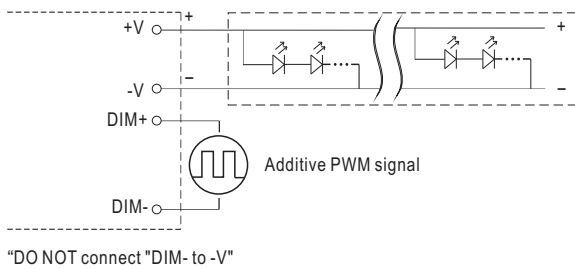 +V
+
+
-V
−
−
DIM+
Additive PWM signal
DIM-
“DO NOT connect "DIM- to -V"